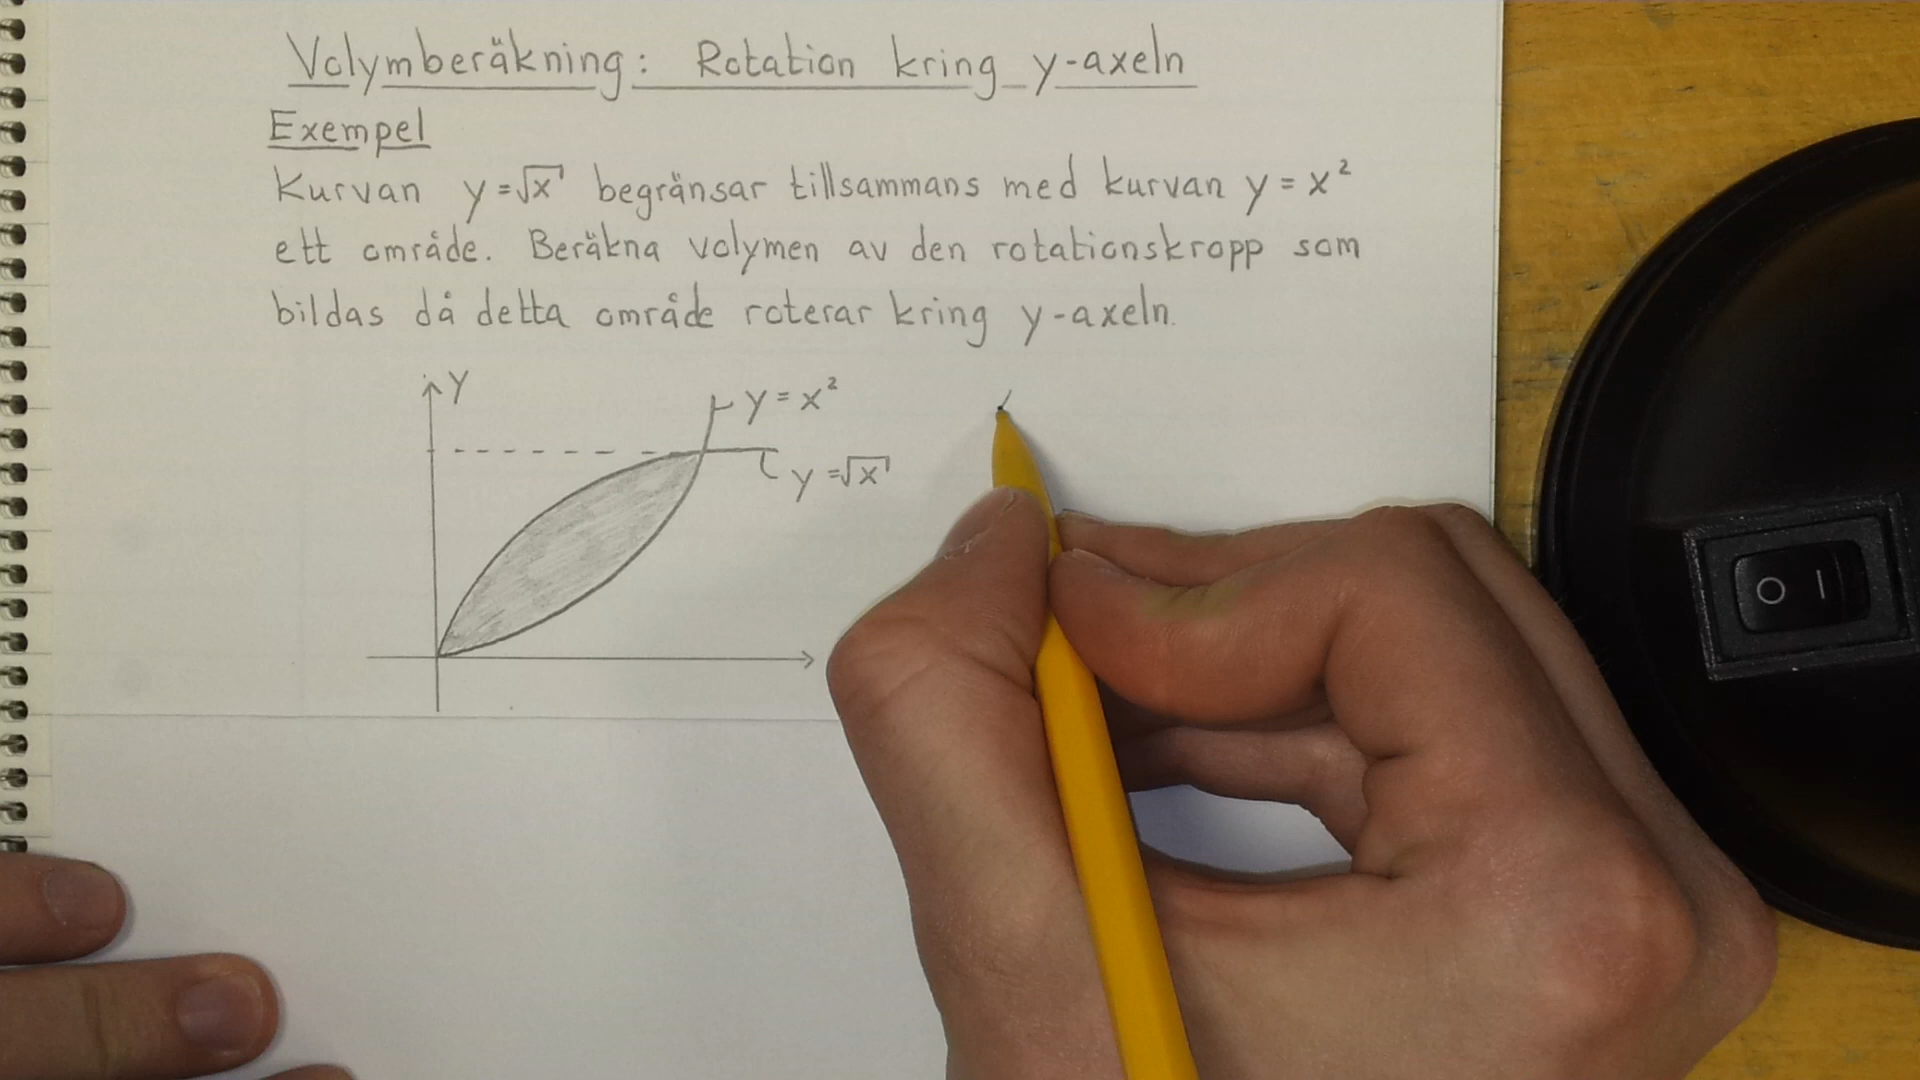 Volymberäkning: Rotation kring y-axeln
Exempel
Kurvan y=√x begränsar tillsammans med kurvan y = x²
ett område. Beräkna volymen av den rotationskropp som
bildas då detta område roterar kring y-axeln.
y
y = x²
y=√x
O I